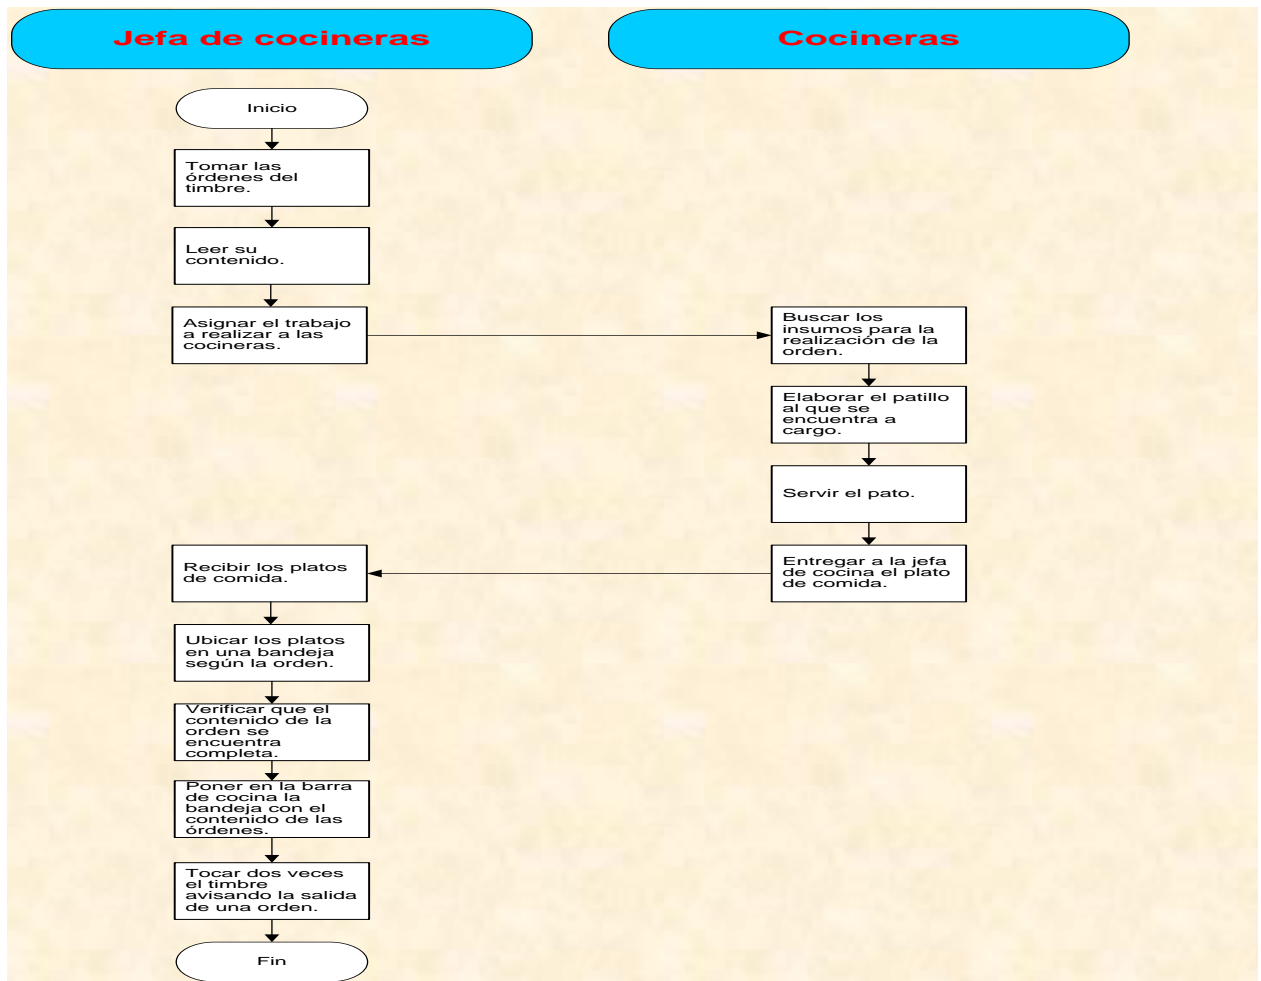 Jefa de cocineras
Cocineras
Inicio
Tomar las
órdenes del
timbre.
Leer su
contenido.
Asignar el trabajo
a realizar a las
cocineras.
Buscar los
insumos para la
realización de la
orden.
Elaborar el patillo
al que se
encuentra a
cargo.
Servir el pato.
Entregar a la jefa
de cocina el plato
de comida.
Recibir los platos
de comida.
Ubicar los platos
en una bandeja
según la orden.
Verificar que el
contenido de la
orden se
encuentra
completa.
Poner en la barra
de cocina la
bandeja con el
contenido de las
órdenes.
Tocar dos veces
el timbre
avisando la salida
de una orden.
Fin